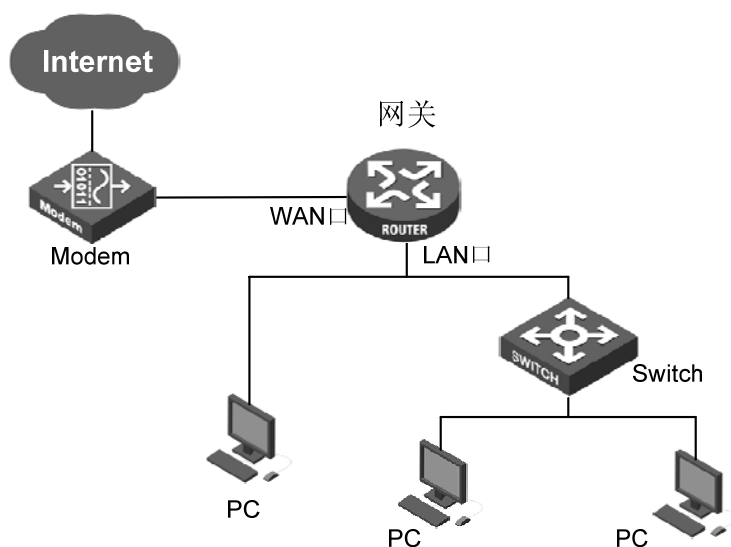 Internet
网关
01011
Modem
ROUTER
WAN口
Modem
LAN口
SWITCH
Switch
PC
PC
PC